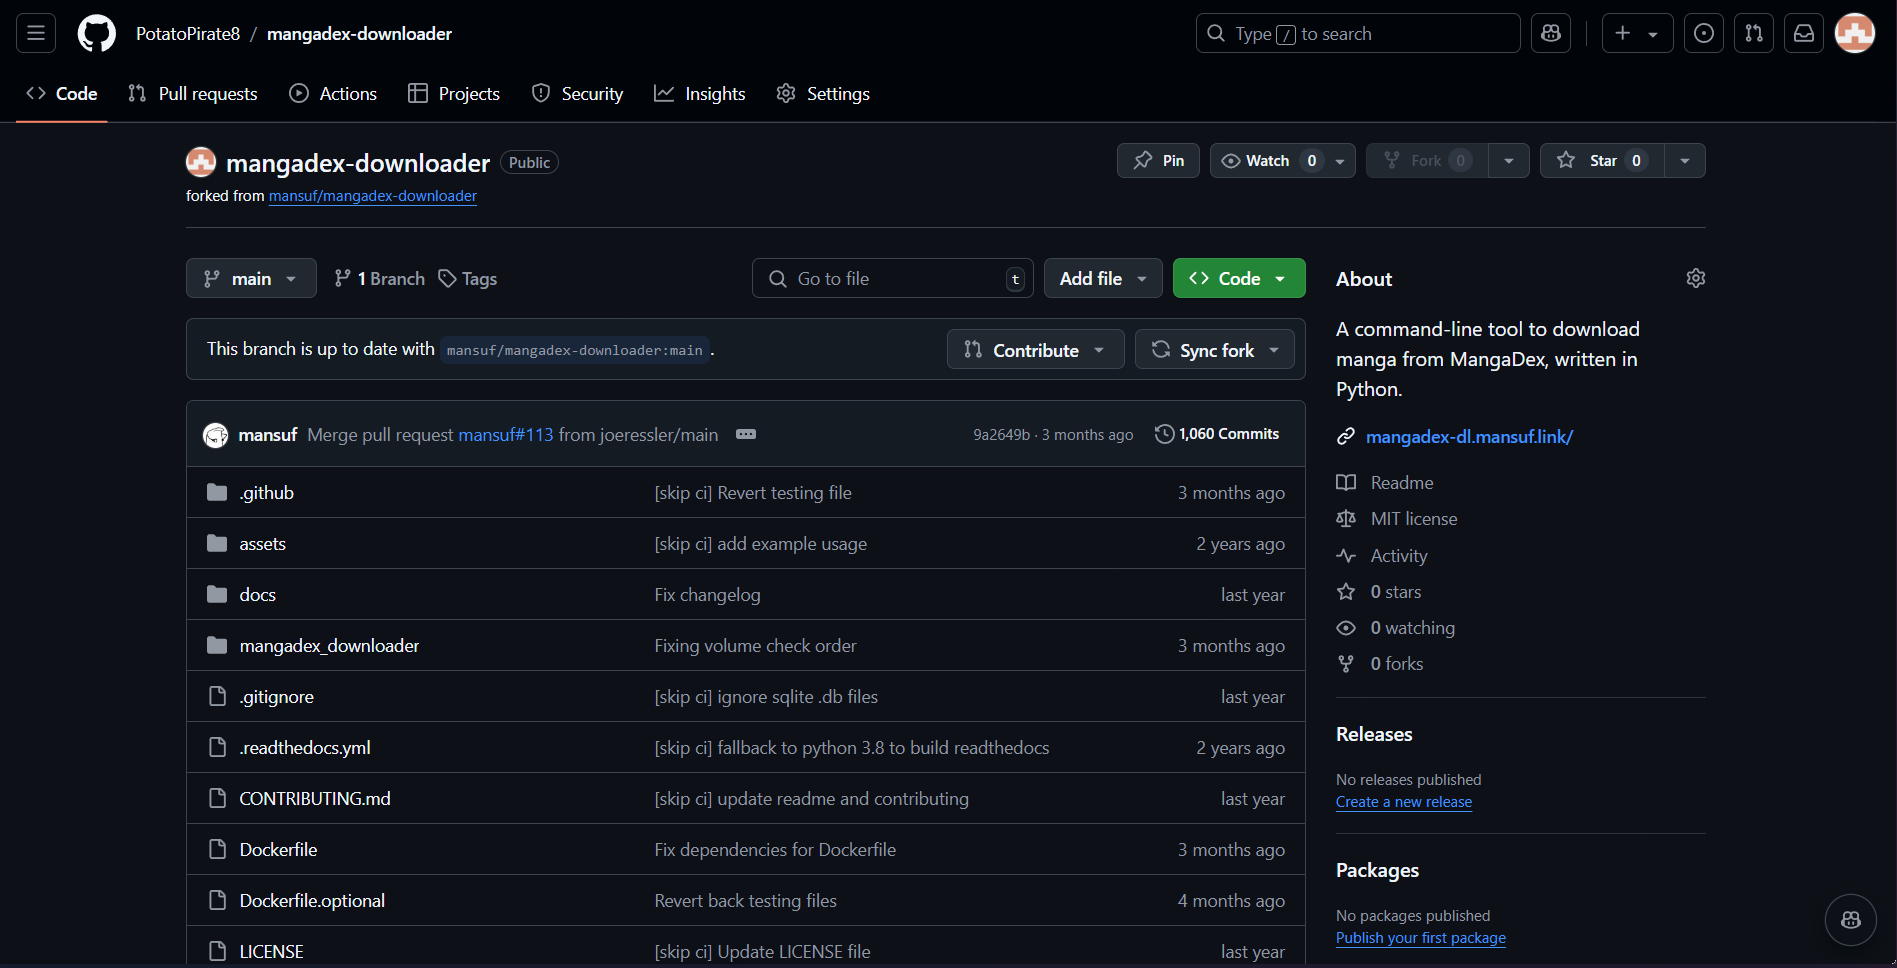 PotatoPirate8 / mangadex-downloader
Type / to search
Code Pull requests Actions Projects Security Insights Settings
mangadex-downloader Public
Pin Watch 0 Fork 0 Star 0
forked from mansuf/mangadex-downloader
main 1 Branch Tags Go to file t Add file Code
This branch is up to date with mansuf/mangadex-downloader:main .
Contribute Sync fork
mansuf Merge pull request mansuf#113 from joeressler/main 9a2649b · 3 months ago 1,060 Commits
.github [skip ci] Revert testing file 3 months ago
assets [skip ci] add example usage 2 years ago
docs Fix changelog last year
mangadex_downloader Fixing volume check order 3 months ago
.gitignore [skip ci] ignore sqlite .db files last year
.readthedocs.yml [skip ci] fallback to python 3.8 to build readthedocs 2 years ago
CONTRIBUTING.md [skip ci] update readme and contributing last year
Dockerfile Fix dependencies for Dockerfile 3 months ago
Dockerfile.optional Revert back testing files 4 months ago
LICENSE [skip ci] Update LICENSE file last year
About
A command-line tool to download
manga from MangaDex, written in
Python.
mangadex-dl.mansuf.link/
Readme
MIT license
Activity
0 stars
0 watching
0 forks
Releases
No releases published
Create a new release
Packages
No packages published
Publish your first package